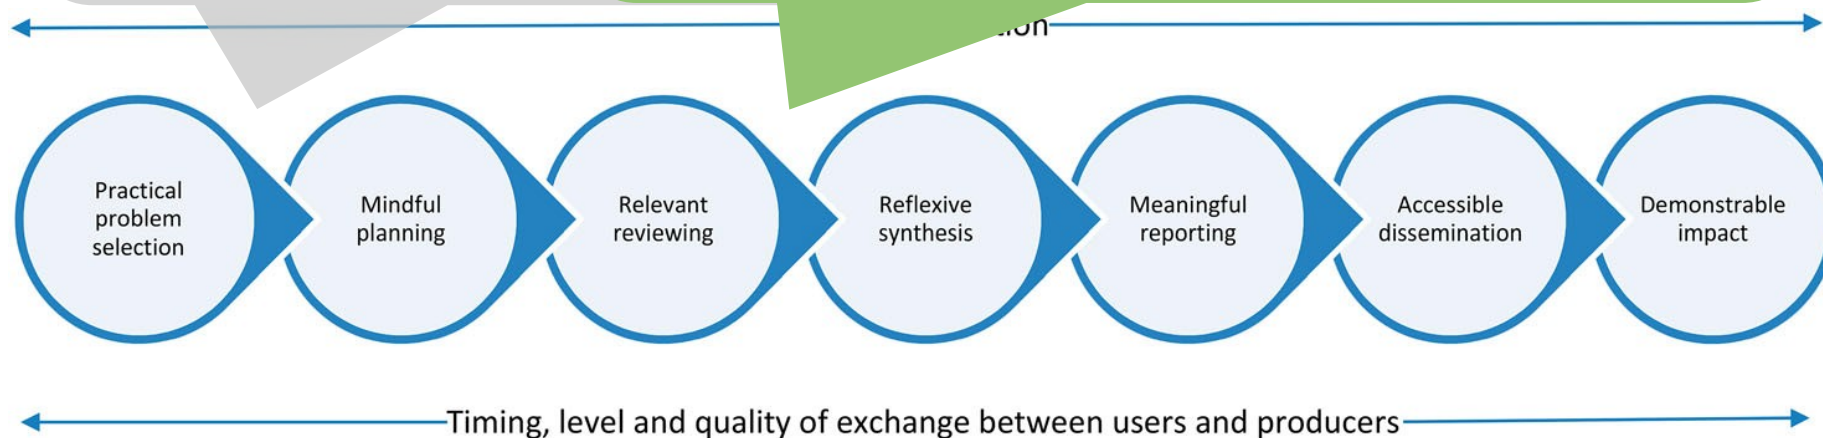 Practical
problem
selection
Mindful
planning
Relevant
reviewing
Reflexive
synthesis
Meaningful
reporting
Accessible
dissemination
Demonstrable
impact
Timing, level and quality of exchange between users and producers